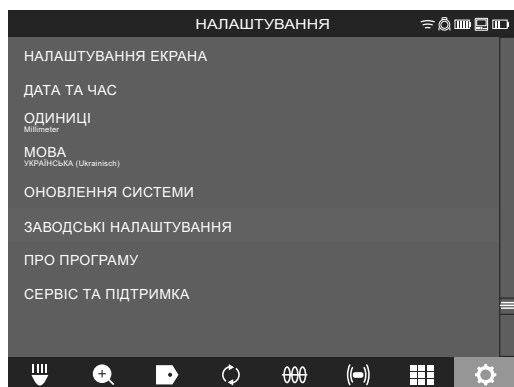 НАЛАШТУВАННЯ
НАЛАШТУВАННЯ ЕКРАНА
ДАТА ТА ЧАС
ОДИНИЦІ
Millimeter
МОВА
УКРАЇНСЬКА (Ukrainisch)
ОНОВЛЕННЯ СИСТЕМИ
ЗАВОДСЬКІ НАЛАШТУВАННЯ
ПРО ПРОГРАМУ
СЕРВІС ТА ПІДТРИМКА